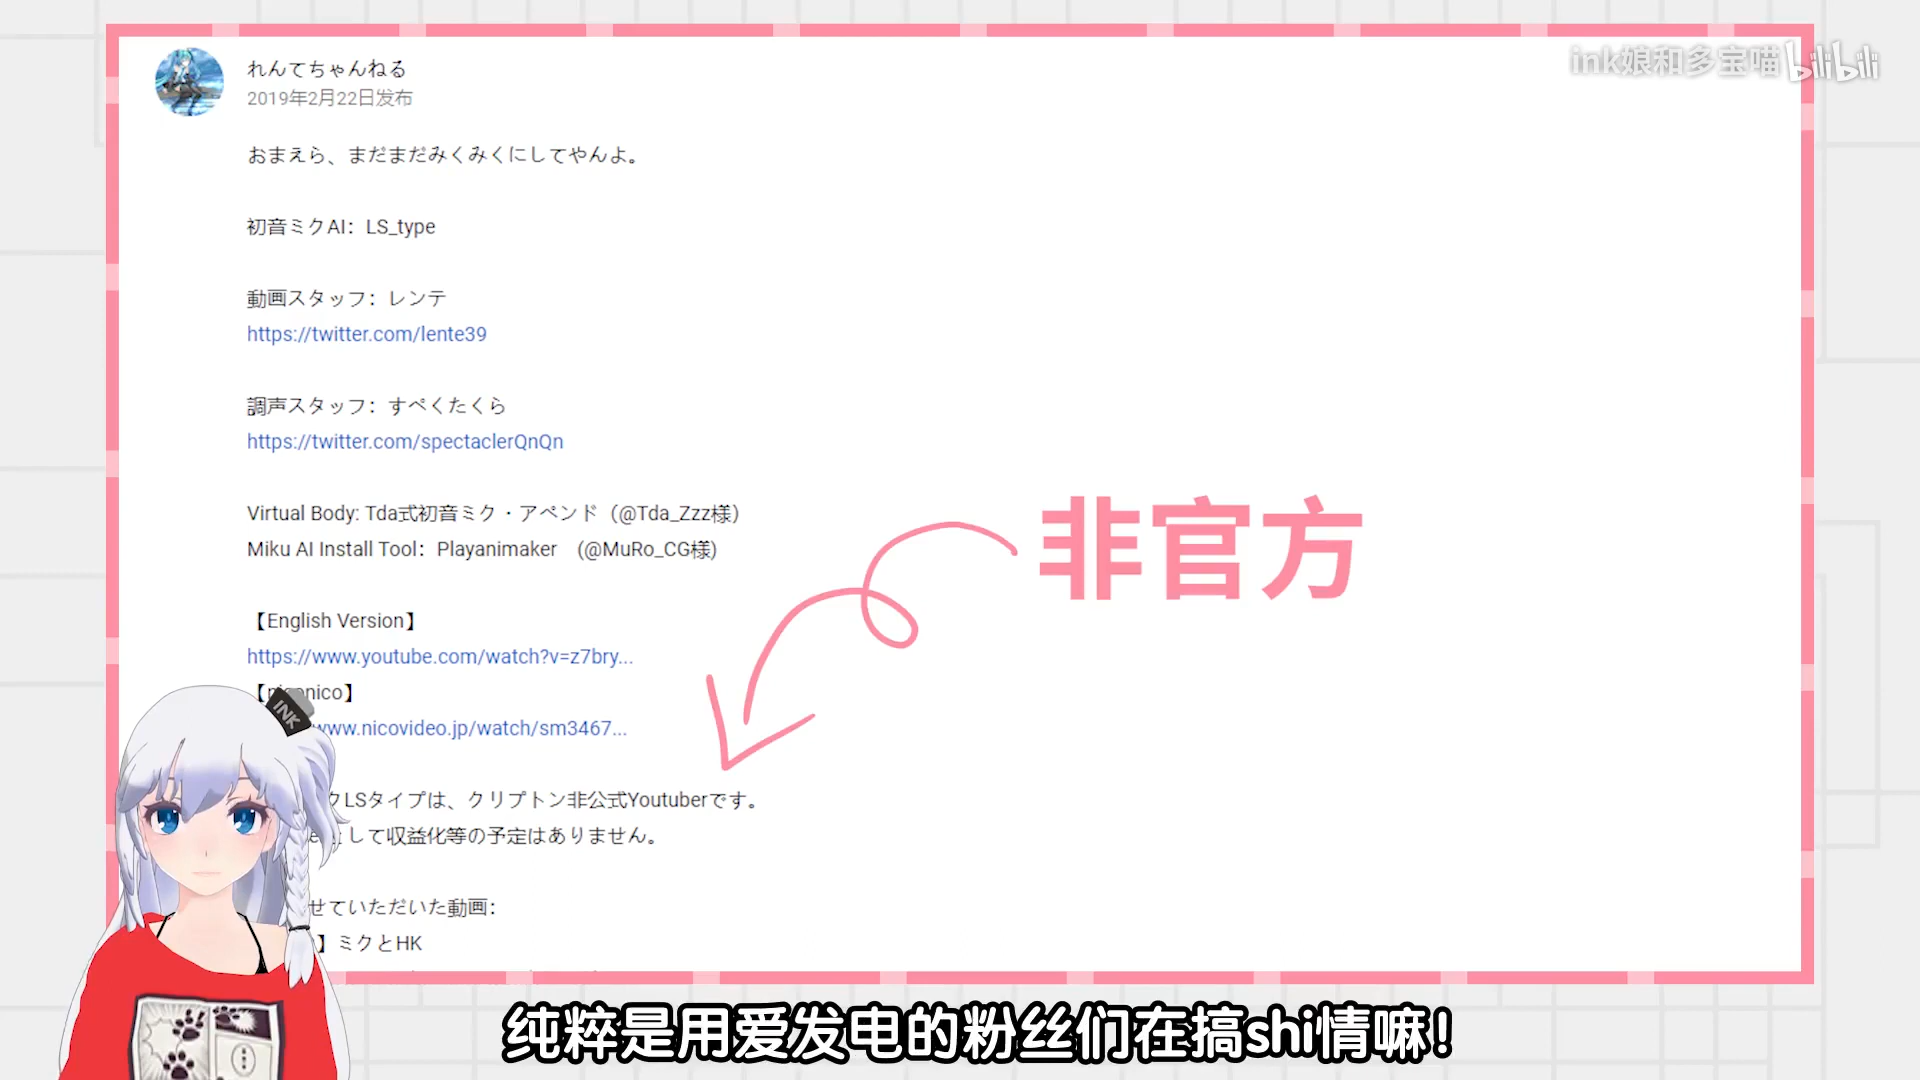 ink娘和多宝喵 bilibili
れんてちゃんねる
2019年2月22日发布
おまえら、まだまだみくみくにしてやんよ。
初音ミクAI：LS_type
動画スタッフ：レンテ
https://twitter.com/lente39
調声スタッフ：すぺくたくら
https://twitter.com/spectaclerQnQn
Virtual Body: Tda式初音ミク・アペンド（@Tda_Zzz様）
Miku AI Install Tool：Playanimaker　(@MuRo_CG様)
非官方
【English Version】
https://www.youtube.com/watch?v=z7bry...
nico】
www.nicovideo.jp/watch/sm3467...
クLSタイプは、クリプトン非公式Youtuberです。
として収益化等の予定はありません。
せていただいた動画：
】ミクとHK
INK
纯粹是用爱发电的粉丝们在搞shi情嘛！